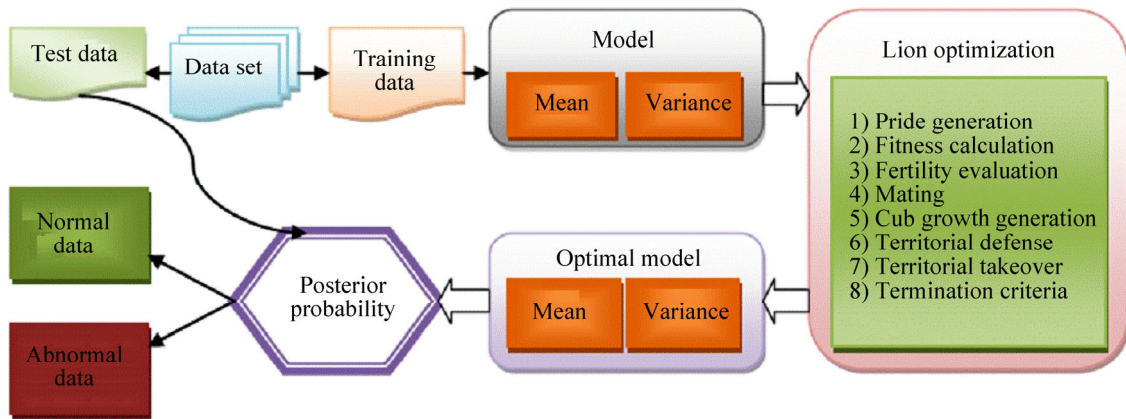 Test data
Data set
Training
data
Model
Mean
Variance
Lion optimization
1) Pride generation
2) Fitness calculation
3) Fertility evaluation
4) Mating
5) Cub growth generation
6) Territorial defense
7) Territorial takeover
8) Termination criteria
Normal
data
Posterior
probability
Optimal model
Mean
Variance
Abnormal
data